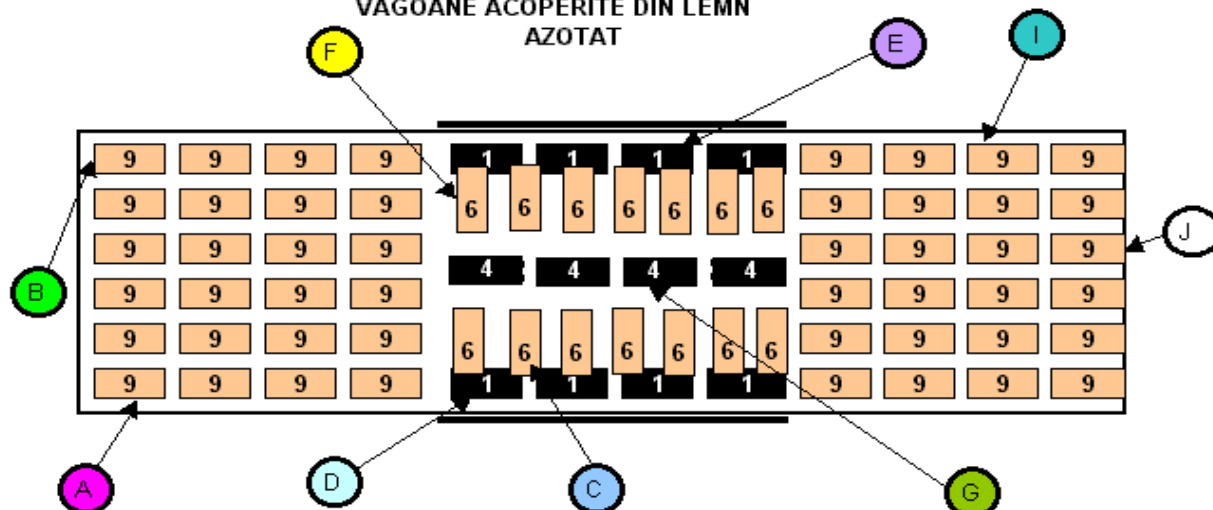 VAGOANE ACOPERITE DIN LEMN
AZOTAT
F E I
9 9 9 9 1 1 1 1 9 9 9 9
9 9 9 9 6 6 6 6 6 6 6 9 9 9 9
J
9 9 9 9 4 4 4 4 9 9 9 9
B
9 9 9 9 9 9 9 9
9 9 9 9 6 6 6 6 6 6 6 9 9 9 9
9 9 9 9 1 1 1 1 9 9 9 9
A D C G